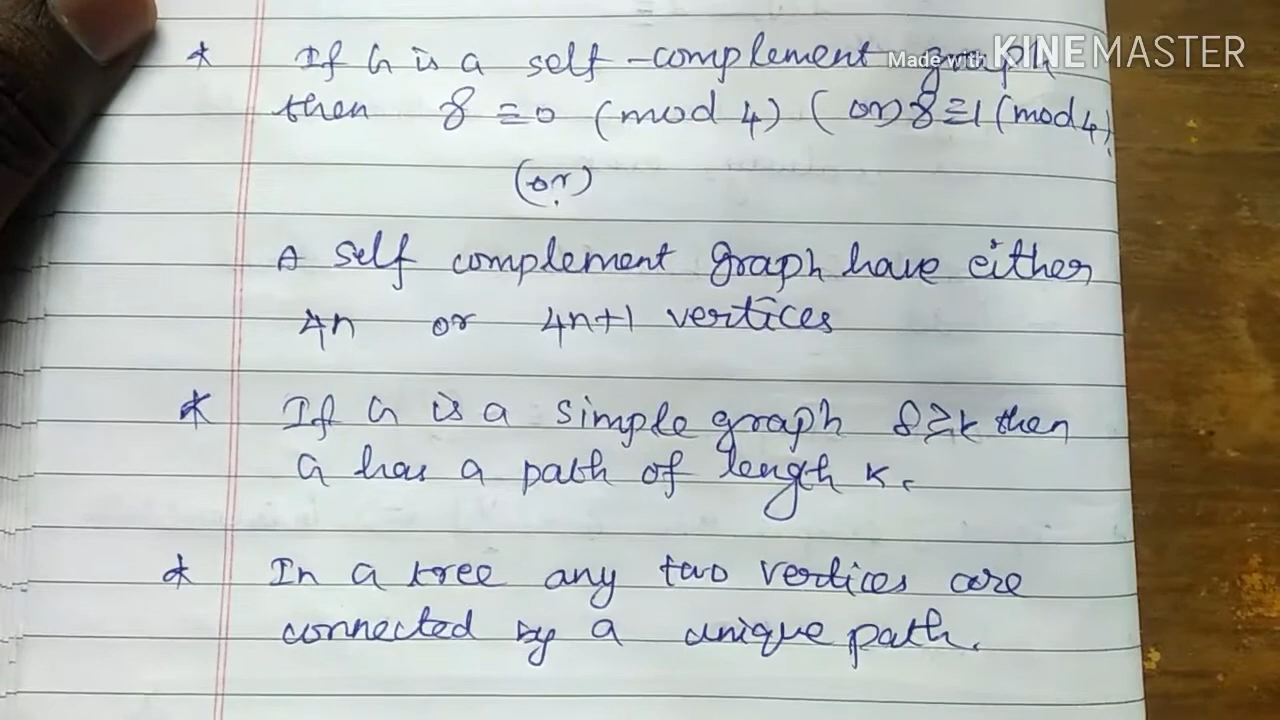 * If G is a self-complement graph
then γ ≡0 (mod 4) (or) γ≡1 (mod 4).
(or)
A self complement graph have either
4n or 4n+1 vertices
* If G is a simple graph δ≥k then
G has a path of length K.
* In a tree any two vertices are
connected by a unique path.
Made with KINEMASTER